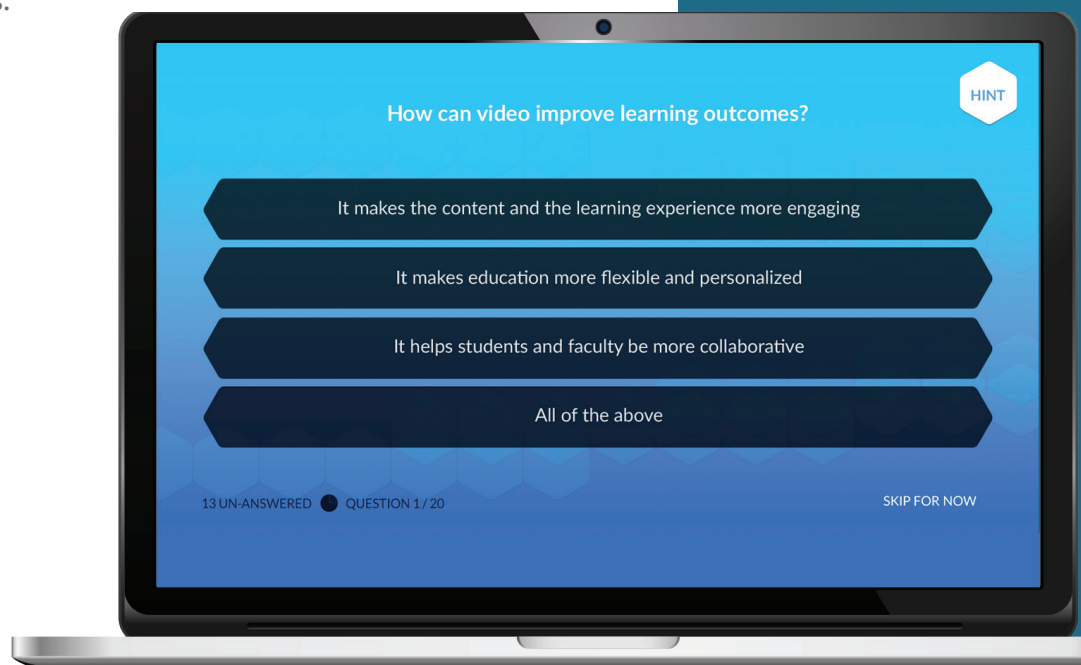 HINT
How can video improve learning outcomes?
It makes the content and the learning experience more engaging
It makes education more flexible and personalized
It helps students and faculty be more collaborative
All of the above
13 UN-ANSWERED QUESTION 1 / 20
SKIP FOR NOW